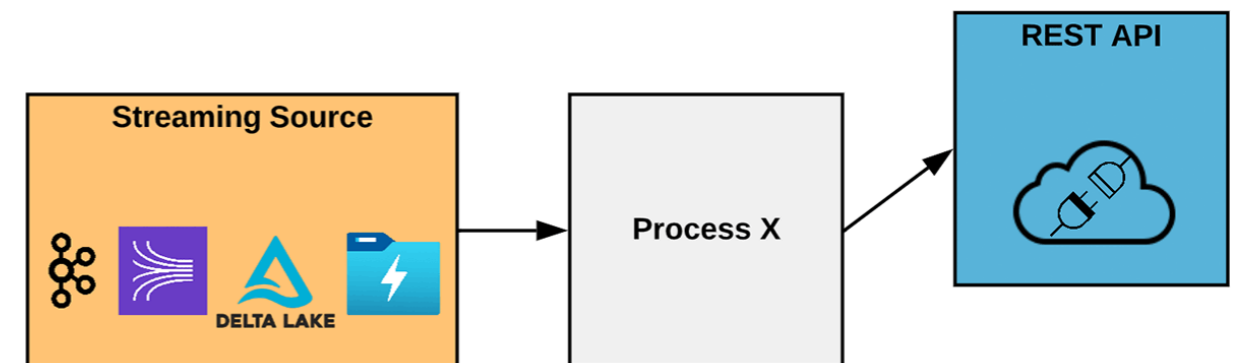 REST API
Streaming Source
Process X
DELTA LAKE